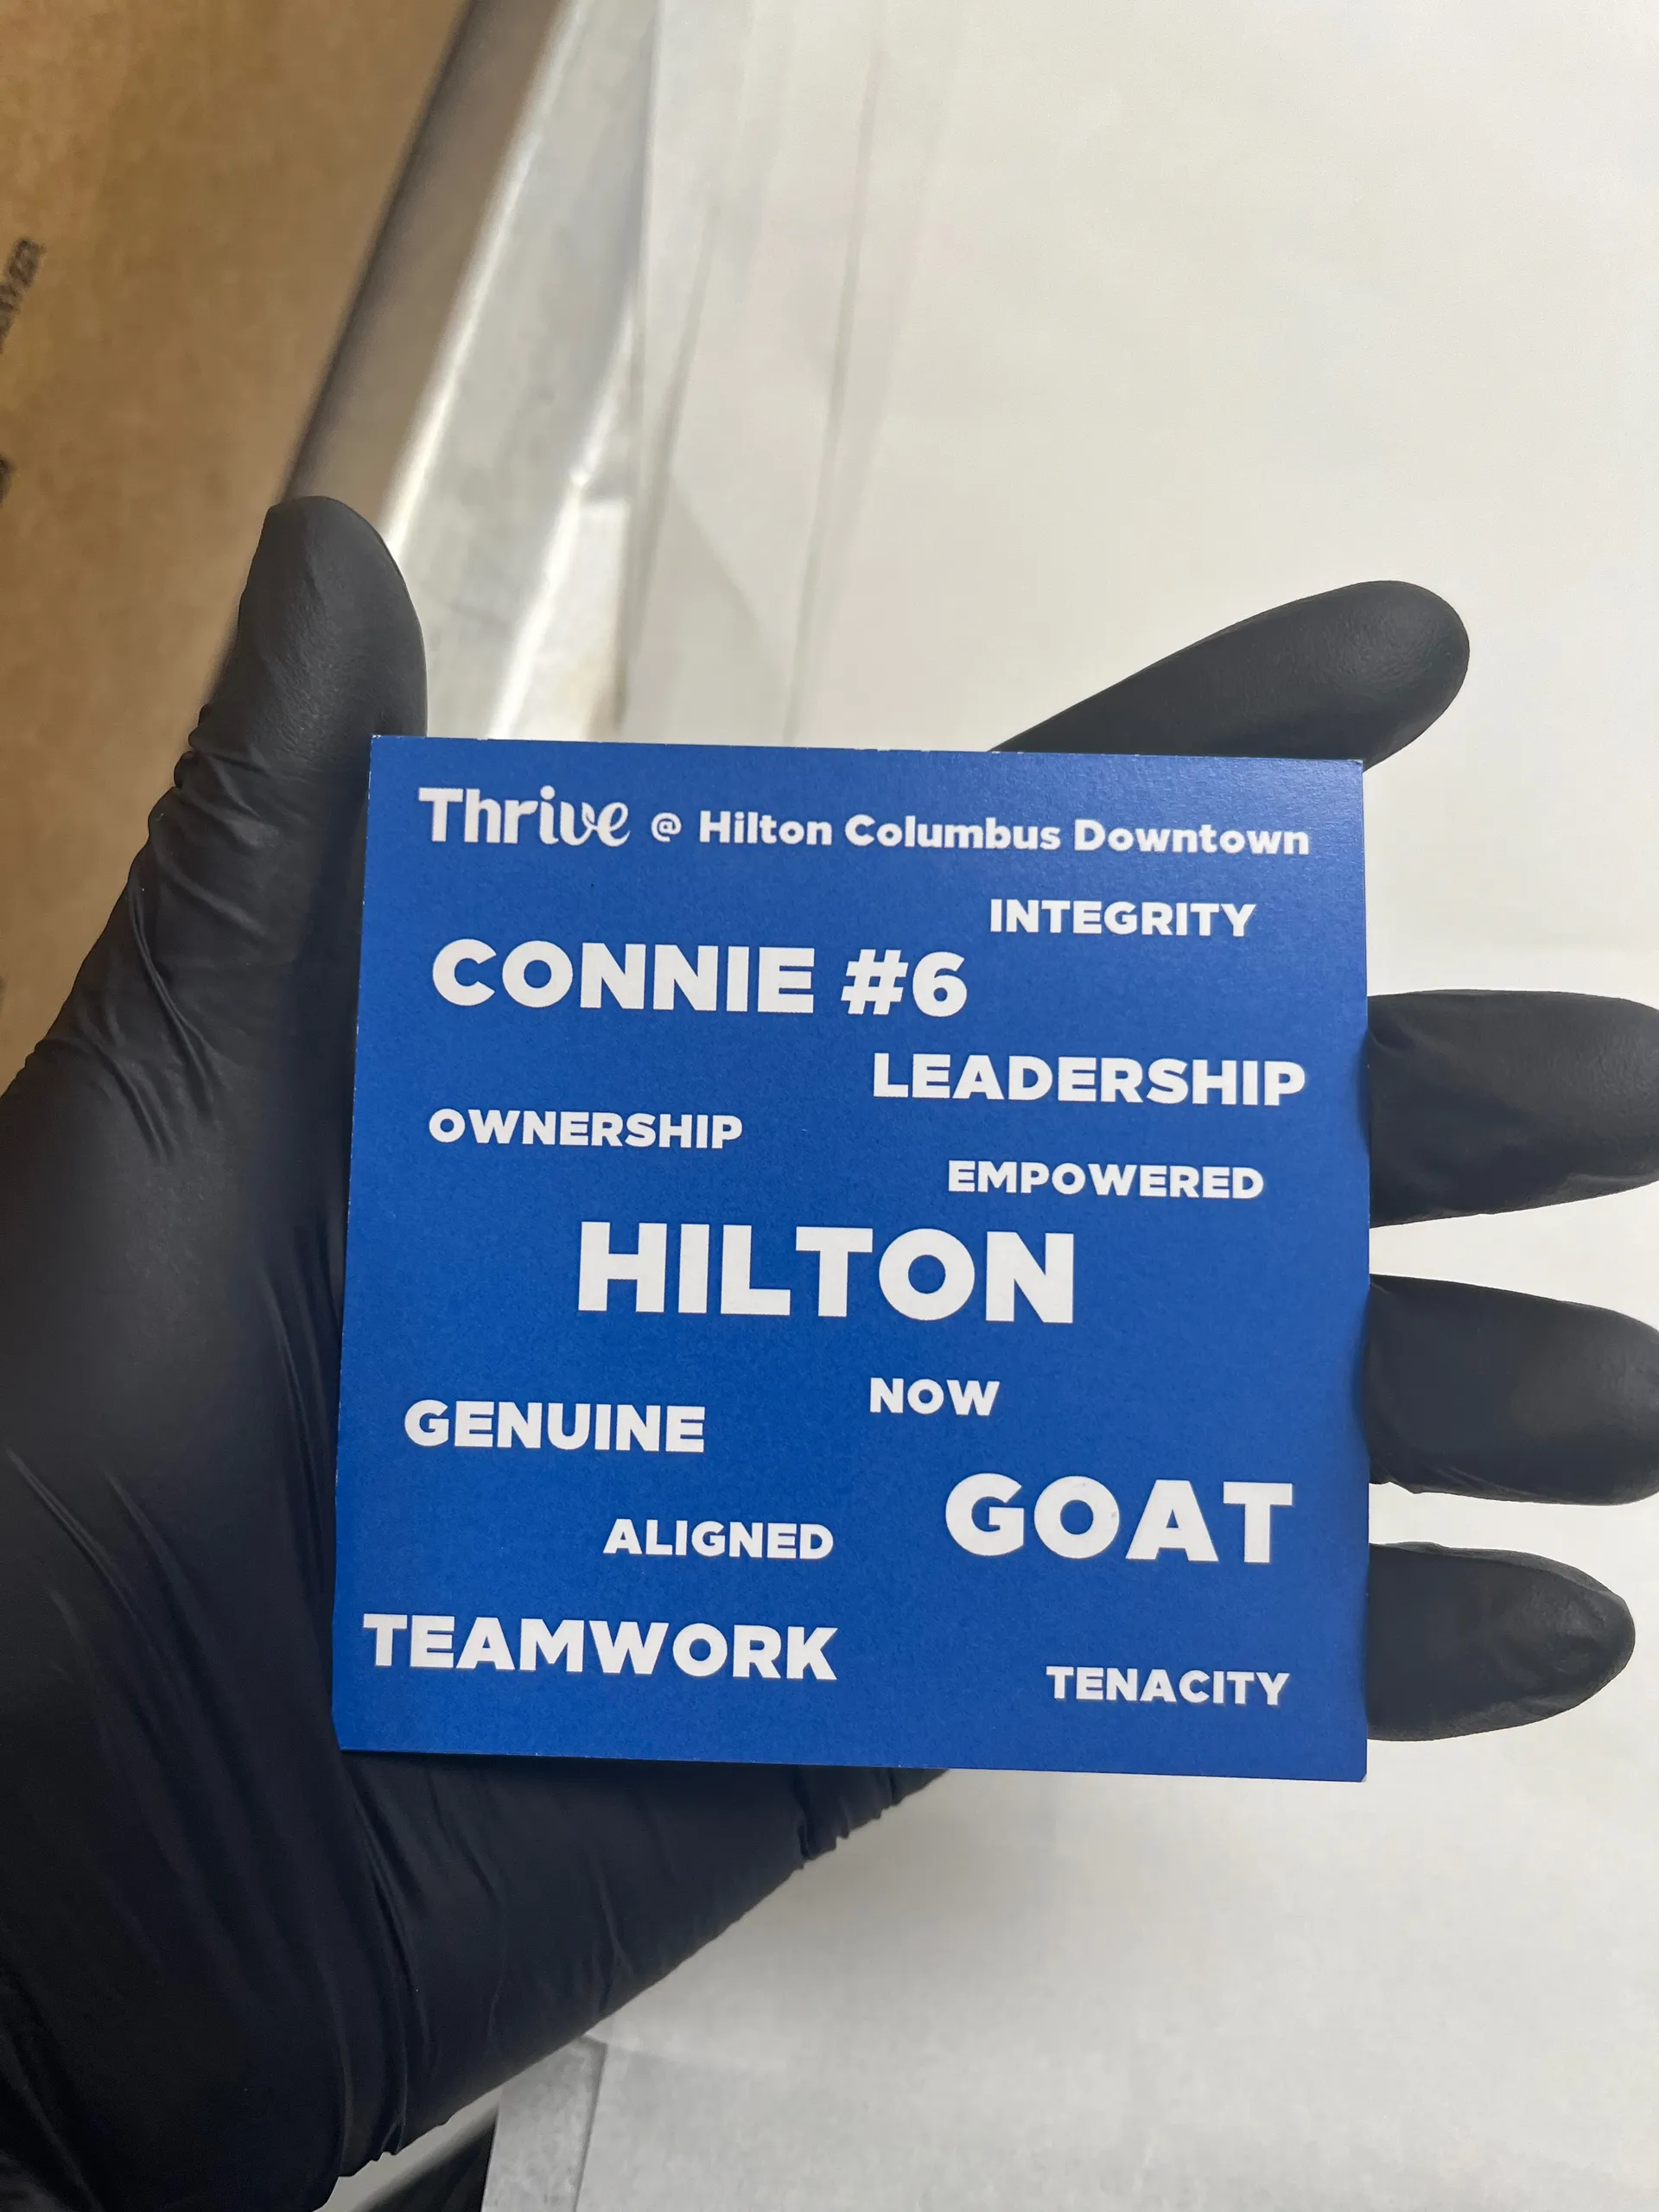 Thrive @ Hilton Columbus Downtown
INTEGRITY
CONNIE #6
LEADERSHIP
OWNERSHIP
EMPOWERED
HILTON
NOW
GENUINE
GOAT
ALIGNED
TEAMWORK
TENACITY